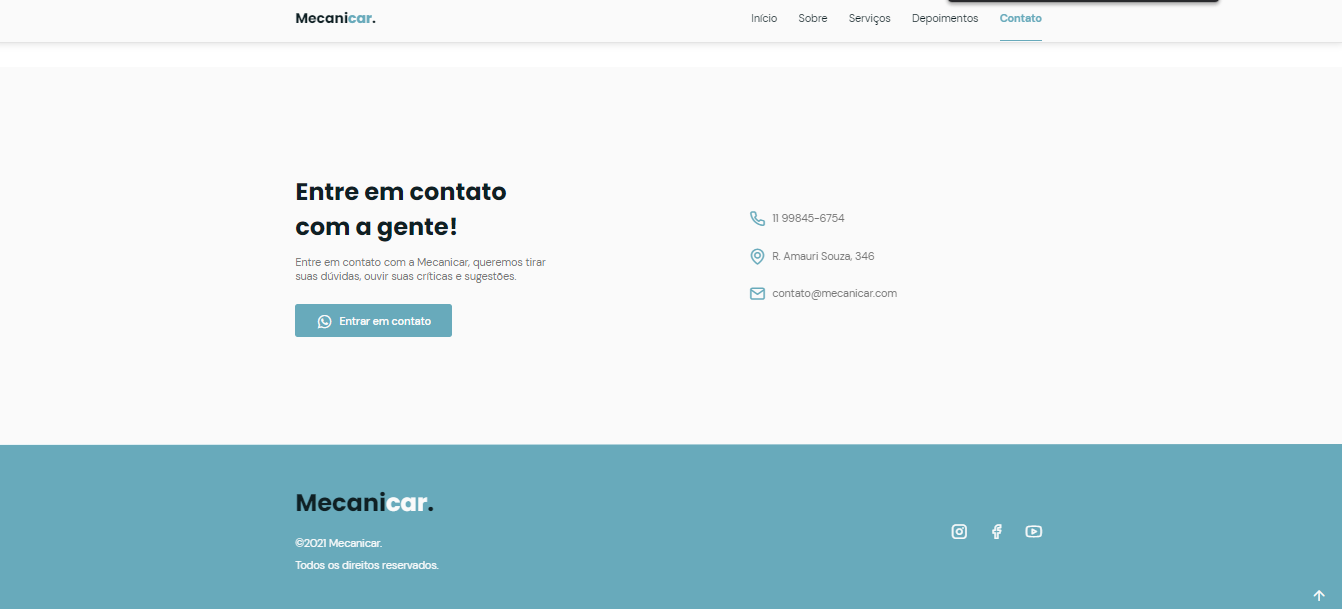 Mecanicar.
Início Sobre Serviços Depoimentos Contato
Entre em contato
com a gente!
Entre em contato com a Mecanicar, queremos tirar
suas dúvidas, ouvir suas críticas e sugestões.
Entrar em contato
11 99845-6754
R. Amauri Souza, 346
contato@mecanicar.com
Mecanicar.
©2021 Mecanicar.
Todos os direitos reservados.